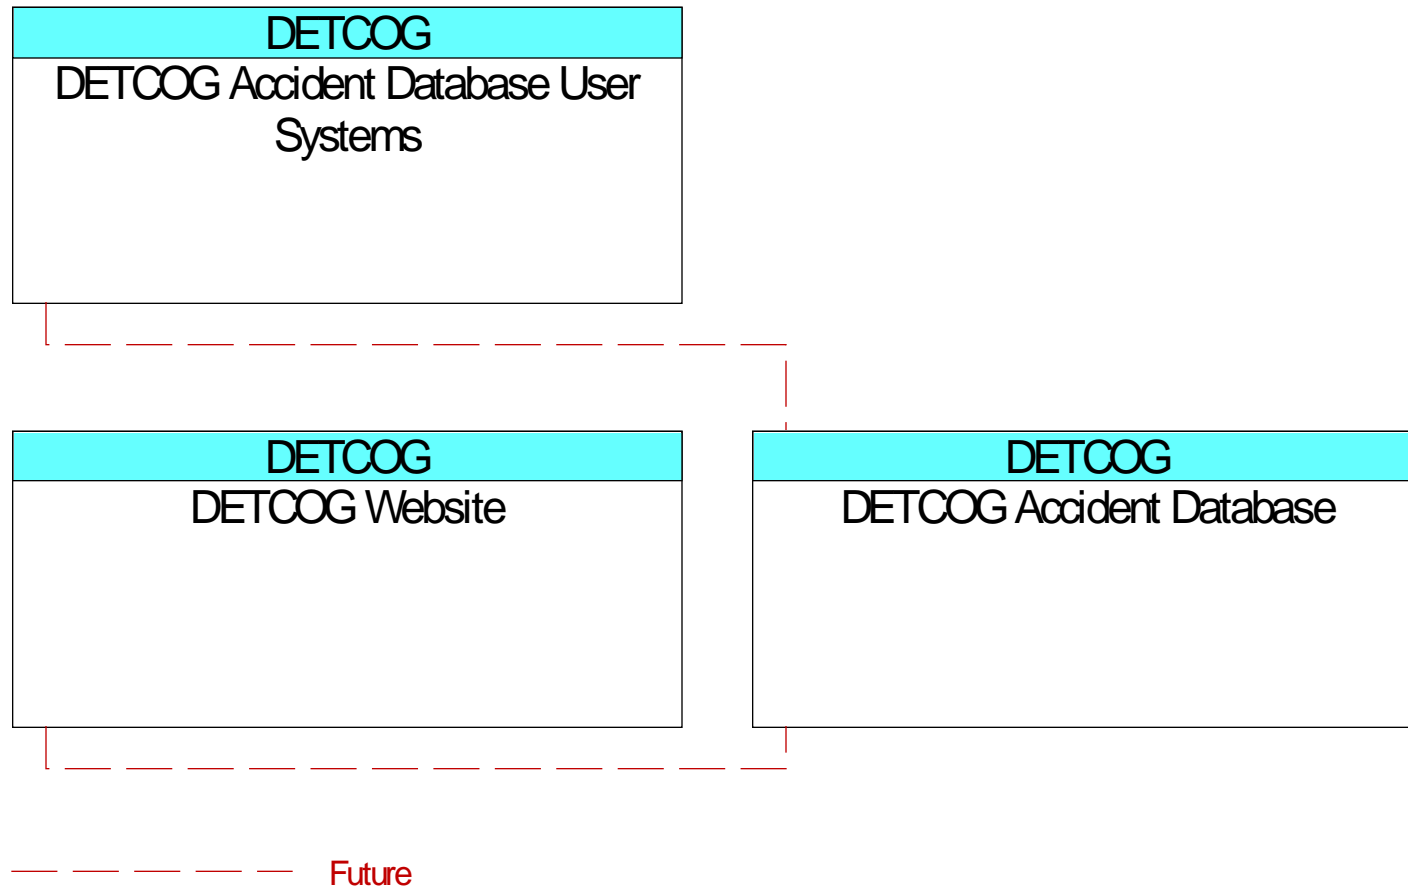 DETCOG
DETCOG Accident Database User
Systems
DETCOG
DETCOG Website
DETCOG
DETCOG Accident Database
Future